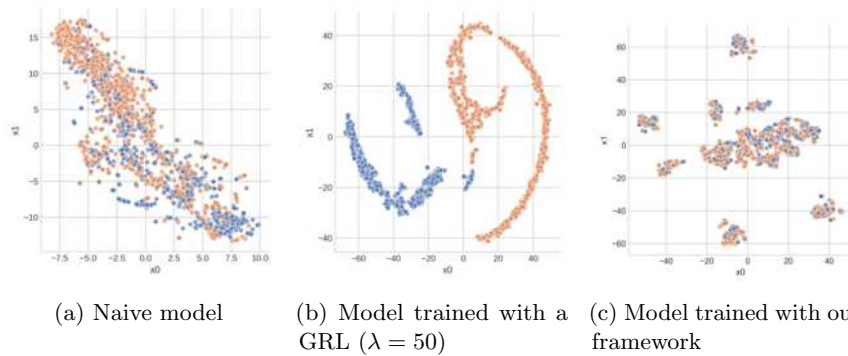 15
10
5
0
−5
−10
x1
−7.5 −5.0 −2.5 0.0 2.5 5.0 7.5 10.0
x0
40
20
0
−20
−40
x1
−60 −40 −20 0 20 40
x0
60
40
20
0
−20
−40
−60
x1
−40 −20 0 20 40
x0
(a) Naive model
(b) Model trained with a
GRL (λ = 50)
(c) Model trained with ou
framework